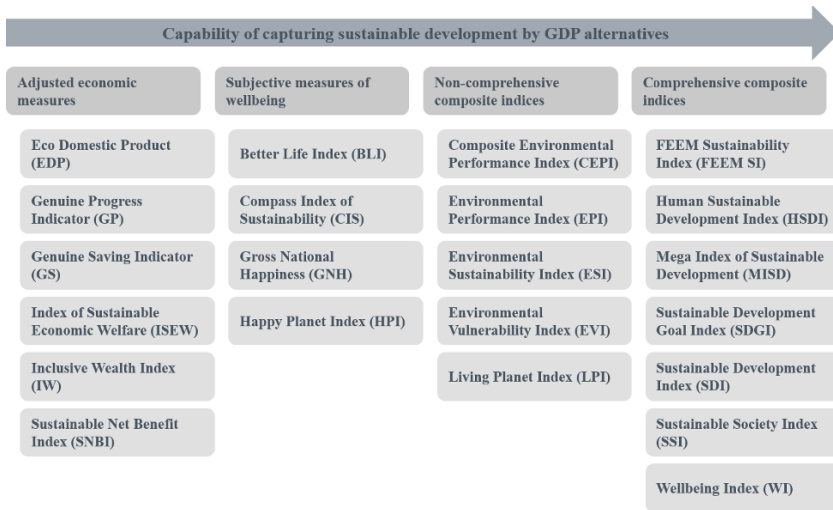 Capability of capturing sustainable development by GDP alternatives
Adjusted economic
measures
Eco Domestic Product
(EDP)
Genuine Progress
Indicator (GP)
Genuine Saving Indicator
(GS)
Index of Sustainable
Economic Welfare (ISEW)
Inclusive Wealth Index
(IW)
Sustainable Net Benefit
Index (SNBI)
Subjective measures of
wellbeing
Better Life Index (BLI)
Compass Index of
Sustainability (CIS)
Gross National
Happiness (GNH)
Happy Planet Index (HPI)
Non-comprehensive
composite indices
Composite Environmental
Performance Index (CEPI)
Environmental
Performance Index (EPI)
Environmental
Sustainability Index (ESI)
Environmental
Vulnerability Index (EVI)
Living Planet Index (LPI)
Comprehensive composite
indices
FEEM Sustainability
Index (FEEM SI)
Human Sustainable
Development Index (HSDI)
Mega Index of Sustainable
Development (MISD)
Sustainable Development
Goal Index (SDGI)
Sustainable Development
Index (SDI)
Sustainable Society Index
(SSI)
Wellbeing Index (WI)